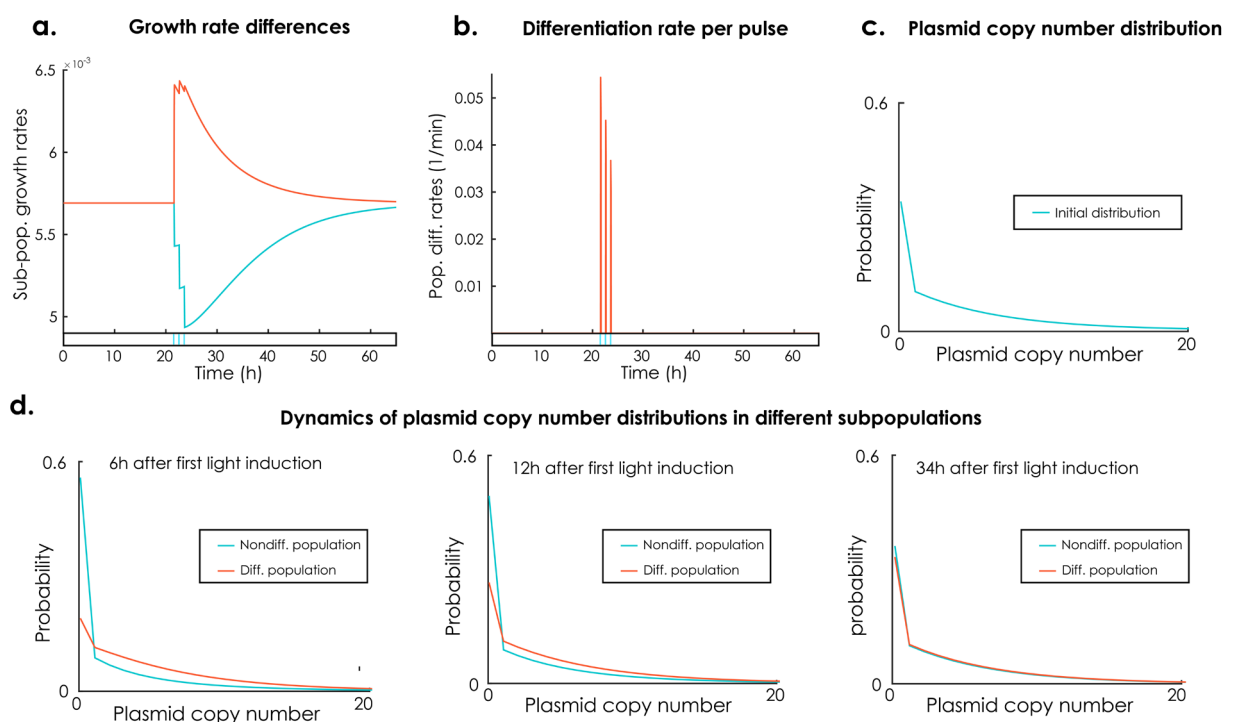 a.
Growth rate differences
×10⁻³
6.5
6
5.5
5
Sub-pop. growth rates
0 10 20 30 40 50 60
Time (h)
b.
Differentiation rate per pulse
0.05
0.04
0.03
0.02
0.01
Pop. diff. rates (1/min)
0 10 20 30 40 50 60
Time (h)
c.
Plasmid copy number distribution
0.6
Probability
Initial distribution
0
0 20
Plasmid copy number
d.
Dynamics of plasmid copy number distributions in different subpopulations
6h after first light induction
0.6
Probability
Nondiff. population
Diff. population
0
0 20
Plasmid copy number
12h after first light induction
0.6
Probability
Nondiff. population
Diff. population
0
0 20
Plasmid copy number
34h after first light induction
0.6
probability
Nondiff. population
Diff. population
0
0 20
Plasmid copy number